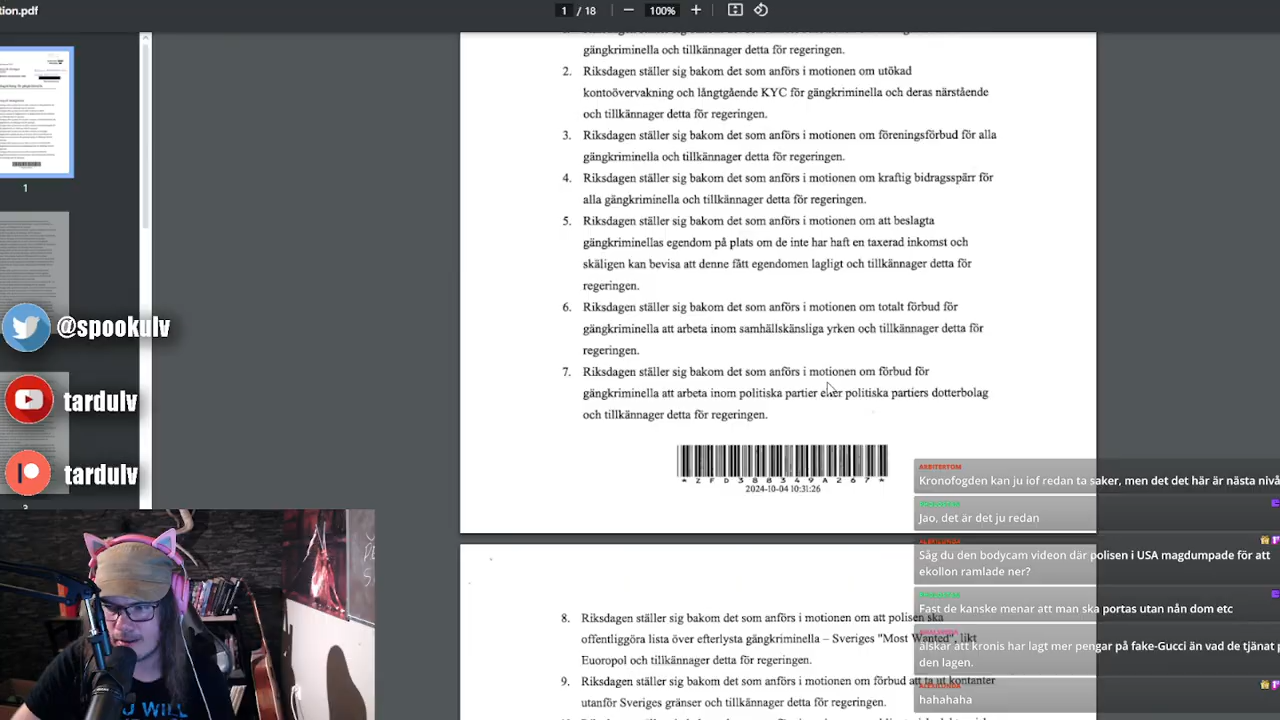 tion.pdf
1 / 18
100%
gängkriminella och tillkännager detta för regeringen.
2. Riksdagen ställer sig bakom det som anförs i motionen om utökad
kontoövervakning och långtgående KYC för gängkriminella och deras närstående
och tillkännager detta för regeringen.
3. Riksdagen ställer sig bakom det som anförs i motionen om föreningsförbud för alla
gängkriminella och tillkännager detta för regeringen.
4. Riksdagen ställer sig bakom det som anförs i motionen om kraftig bidragsspärr för
alla gängkriminella och tillkännager detta för regeringen.
5. Riksdagen ställer sig bakom det som anförs i motionen om att beslagta
gängkriminellas egendom på plats om de inte har haft en taxerad inkomst och
skäligen kan bevisa att denne fått egendomen lagligt och tillkännager detta för
regeringen.
6. Riksdagen ställer sig bakom det som anförs i motionen om totalt förbud för
gängkriminella att arbeta inom samhällskänsliga yrken och tillkännager detta för
regeringen.
7. Riksdagen ställer sig bakom det som anförs i motionen om förbud för
gängkriminella att arbeta inom politiska partier eller politiska partiers dotterbolag
och tillkännager detta för regeringen.
*ZFD388349A267*
2024-10-04 10:31:26
8. Riksdagen ställer sig bakom det som anförs i motionen om att polisen ska
offentliggöra lista över efterlysta gängkriminella – Sveriges "Most Wanted", likt
Euoropol och tillkännager detta för regeringen.
9. Riksdagen ställer sig bakom det som anförs i motionen om förbud att ta ut kontanter
utanför Sveriges gränser och tillkännager detta för regeringen.
1
@spookulv
tardulv
tardulv
U WILL
ARBITERTOM
Kronofogden kan ju iof redan ta saker, men det det här är nästa nivå
Jao, det är det ju redan
Såg du den bodycam videon där polisen i USA magdumpade för att
ekollon ramlade ner?
Fast de kanske menar att man ska portas utan nån dom etc
älskar att kronis har lagt mer pengar på fake-Gucci än vad de tjänat på
den lagen.
hahahaha